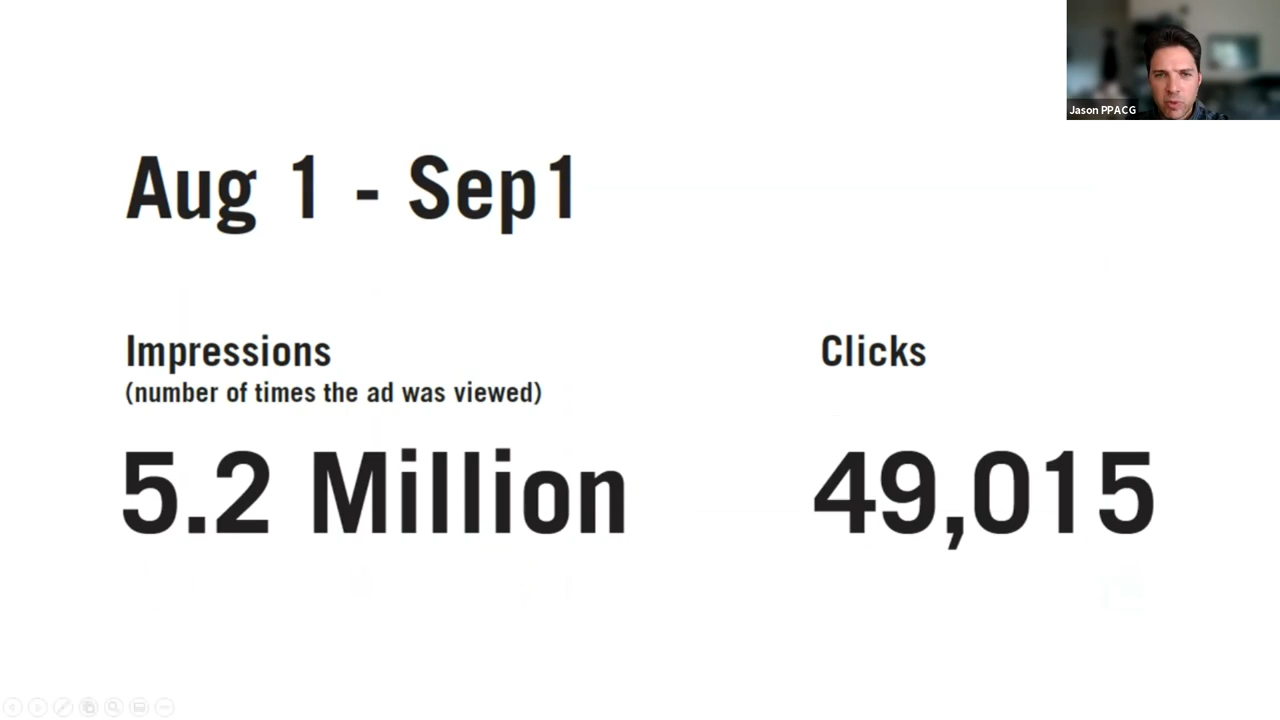 Jason PPACG
Aug 1 - Sep1
Impressions
(number of times the ad was viewed)
5.2 Million
Clicks
49,015